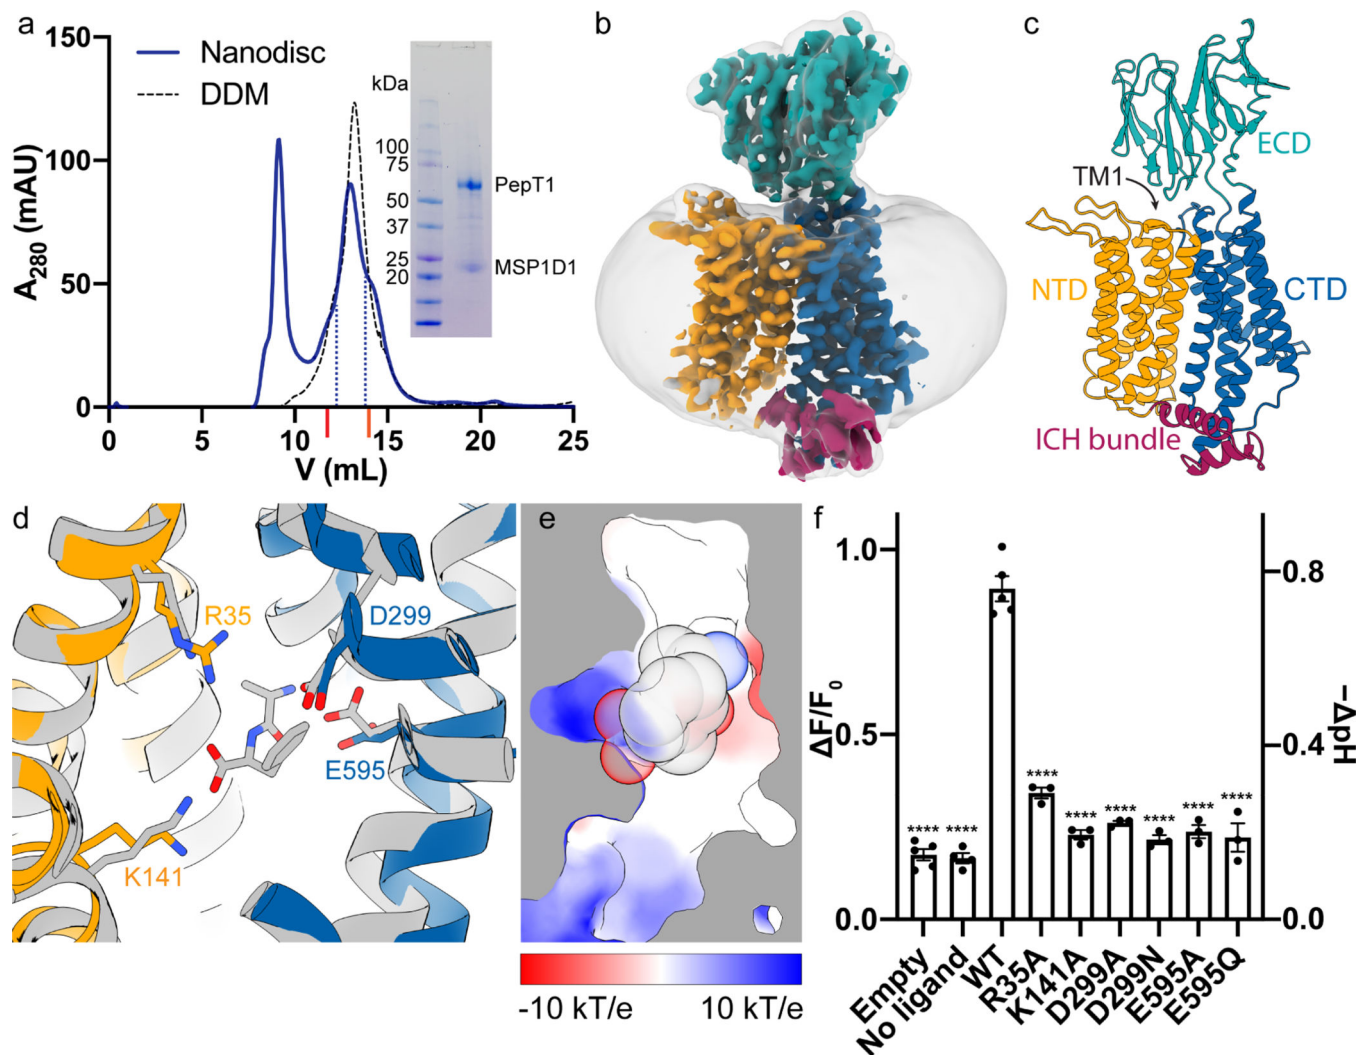 a
Nanodisc
DDM
150
100
50
0
A280 (mAU)
0 5 10 15 20 25
V (mL)
kDa
100
75
50
37
25
20
PepT1
MSP1D1
b
c
ECD
TM1
NTD
CTD
ICH bundle
d
R35
D299
E595
K141
e
-10 kT/e 10 kT/e
f
1.0
0.5
0.0
ΔF/F0
0.8
0.4
0.0
–ΔpH
**** **** **** **** **** **** **** ****
Empty
No ligand
WT
R35A
K141A
D299A
D299N
E595A
E595Q